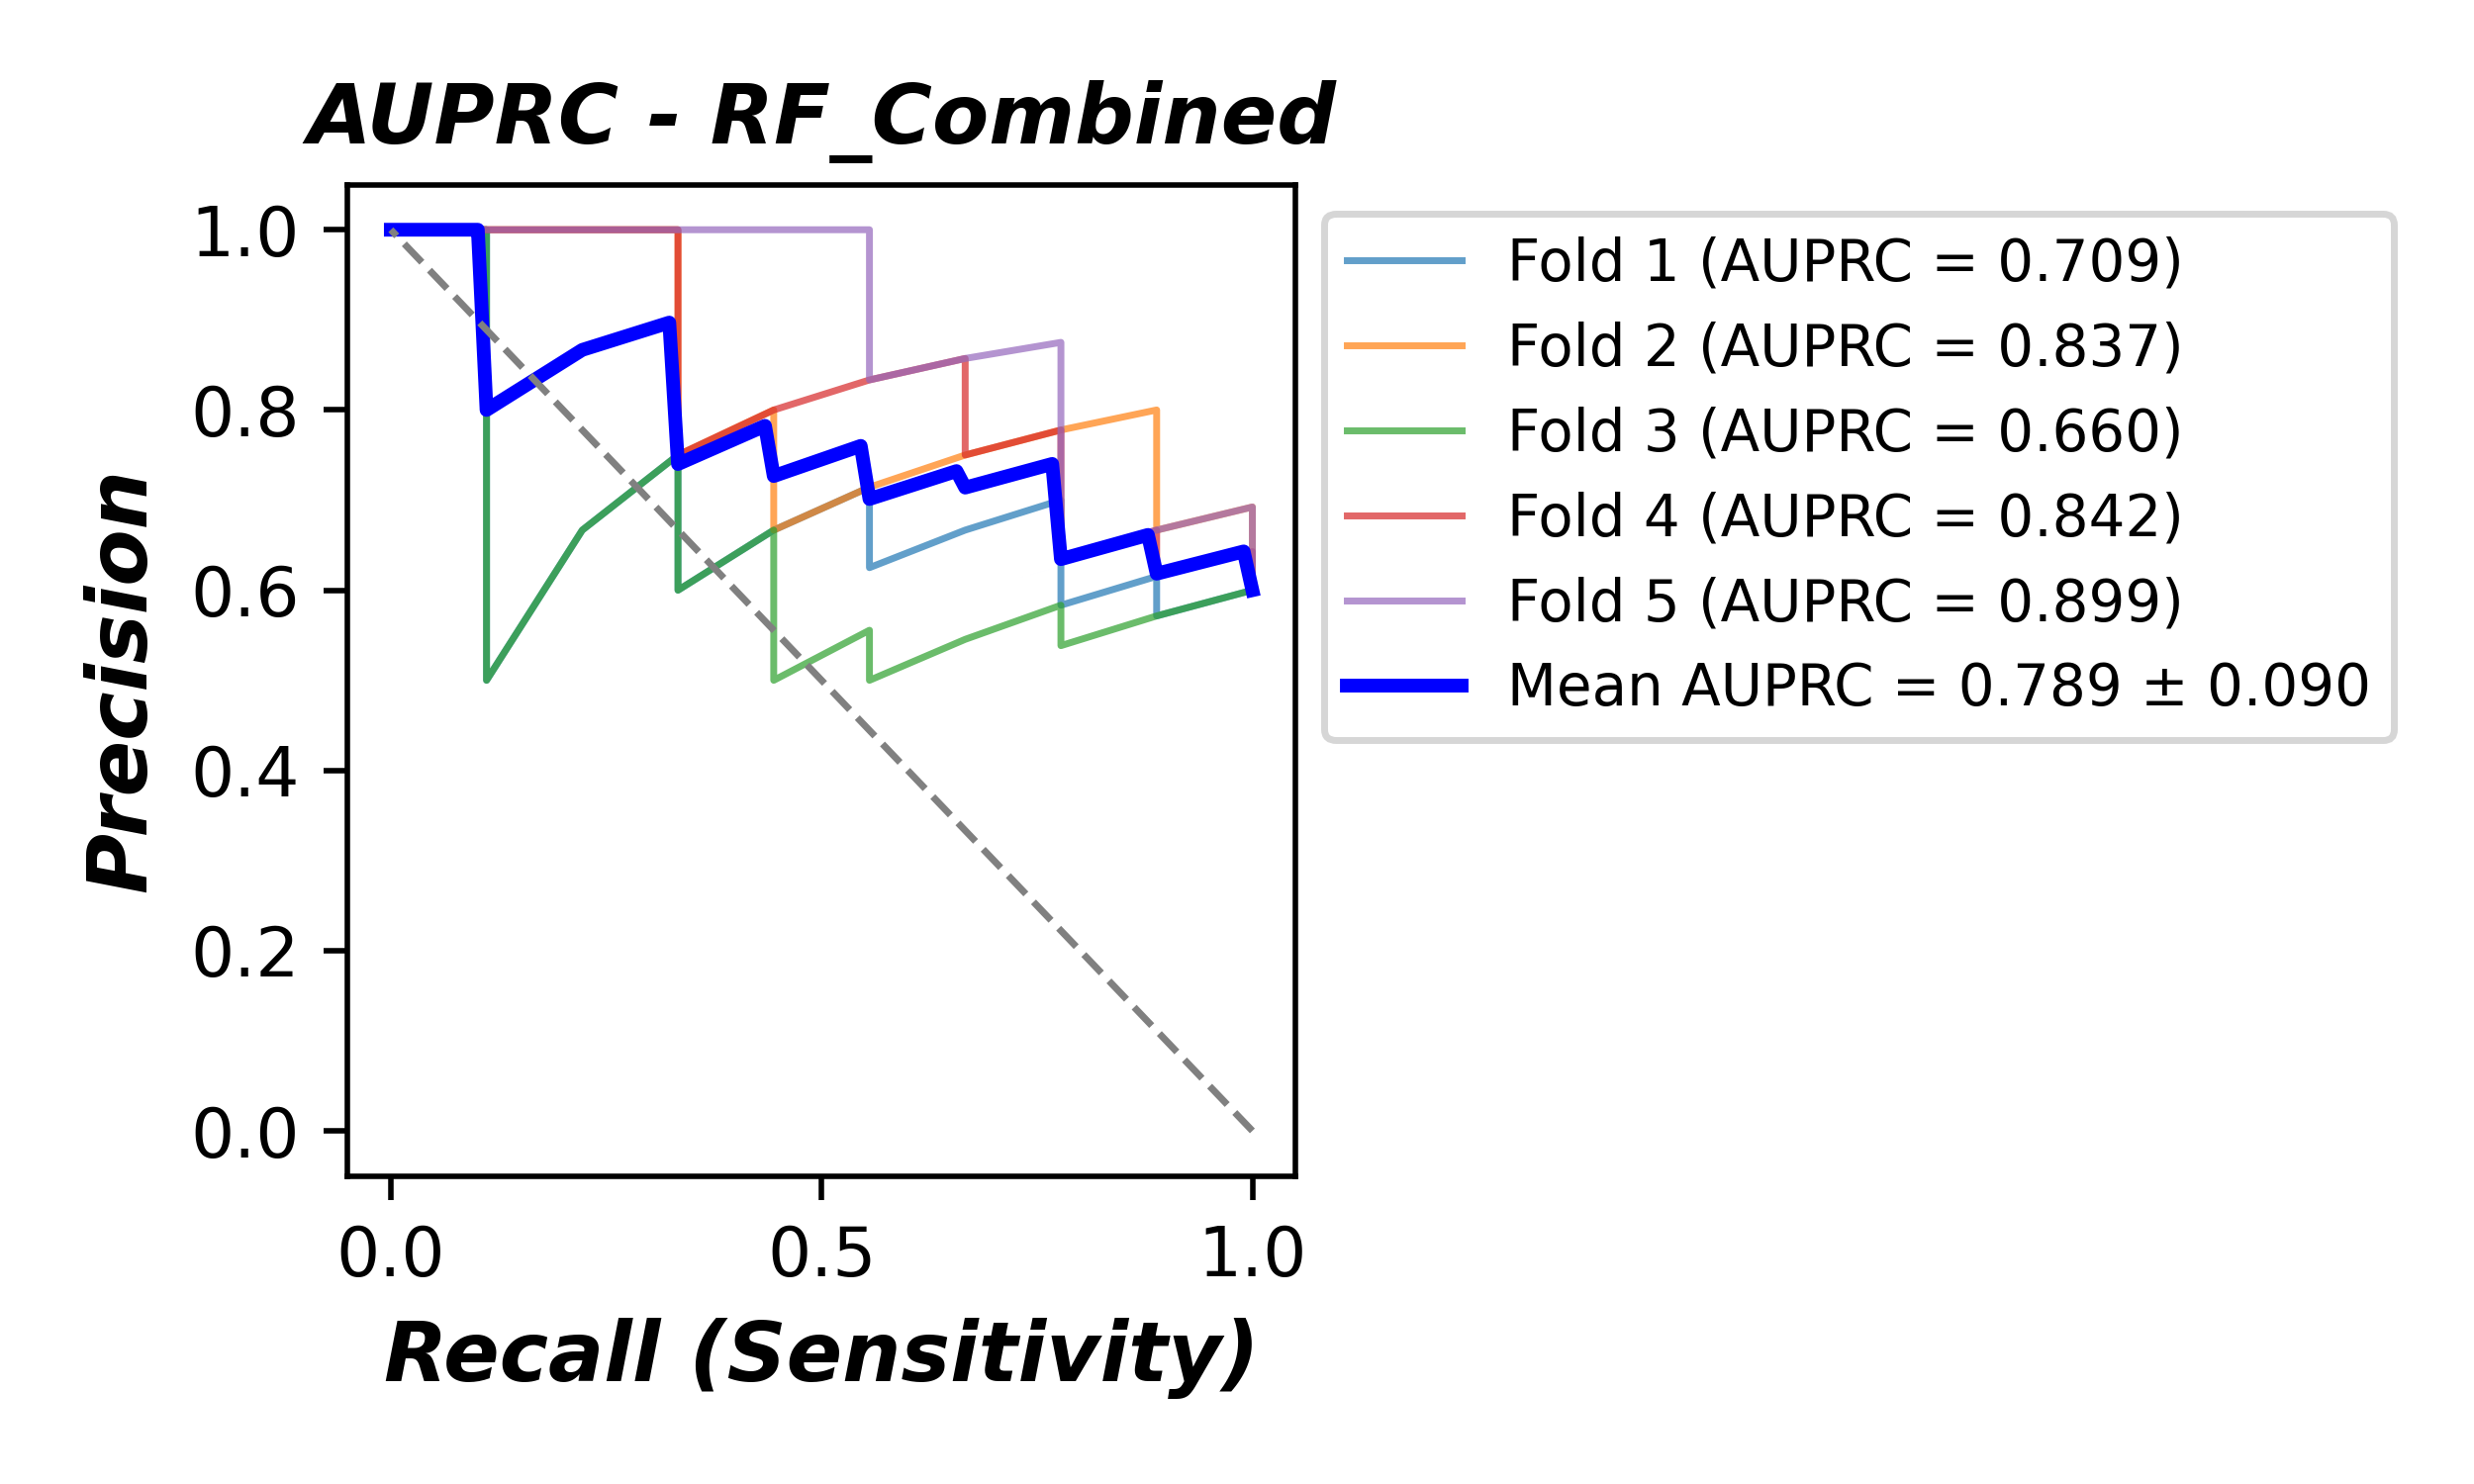 AUPRC - RF_Combined
Precision
1.0
0.8
0.6
0.4
0.2
0.0
0.0 0.5 1.0
Recall (Sensitivity)
Fold 1 (AUPRC = 0.709)
Fold 2 (AUPRC = 0.837)
Fold 3 (AUPRC = 0.660)
Fold 4 (AUPRC = 0.842)
Fold 5 (AUPRC = 0.899)
Mean AUPRC = 0.789 ± 0.090